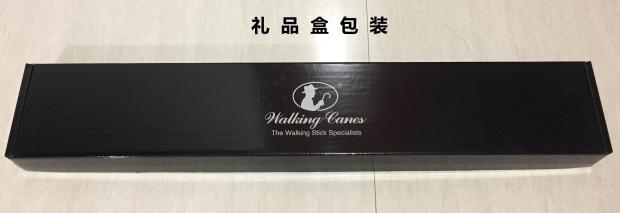 礼品盒包装
Walking Canes
The Walking Stick Specialists